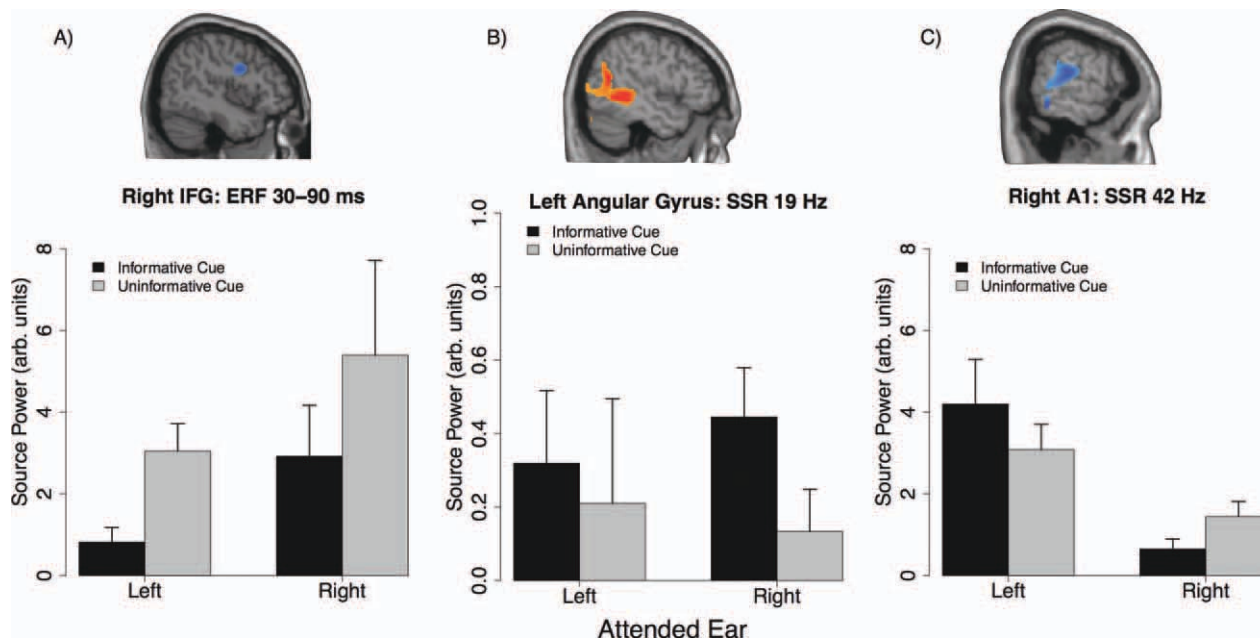 A)
B)
C)
Right IFG: ERF 30–90 ms
Left Angular Gyrus: SSR 19 Hz
Right A1: SSR 42 Hz
Source Power (arb. units)
0 2 4 6 8
Informative Cue
Uninformative Cue
Left Right
Source Power (arb. units)
0.0 0.2 0.4 0.6 0.8 1.0
Informative Cue
Uninformative Cue
Left Right
Source Power (arb. units)
0 2 4 6 8
Informative Cue
Uninformative Cue
Left Right
Attended Ear